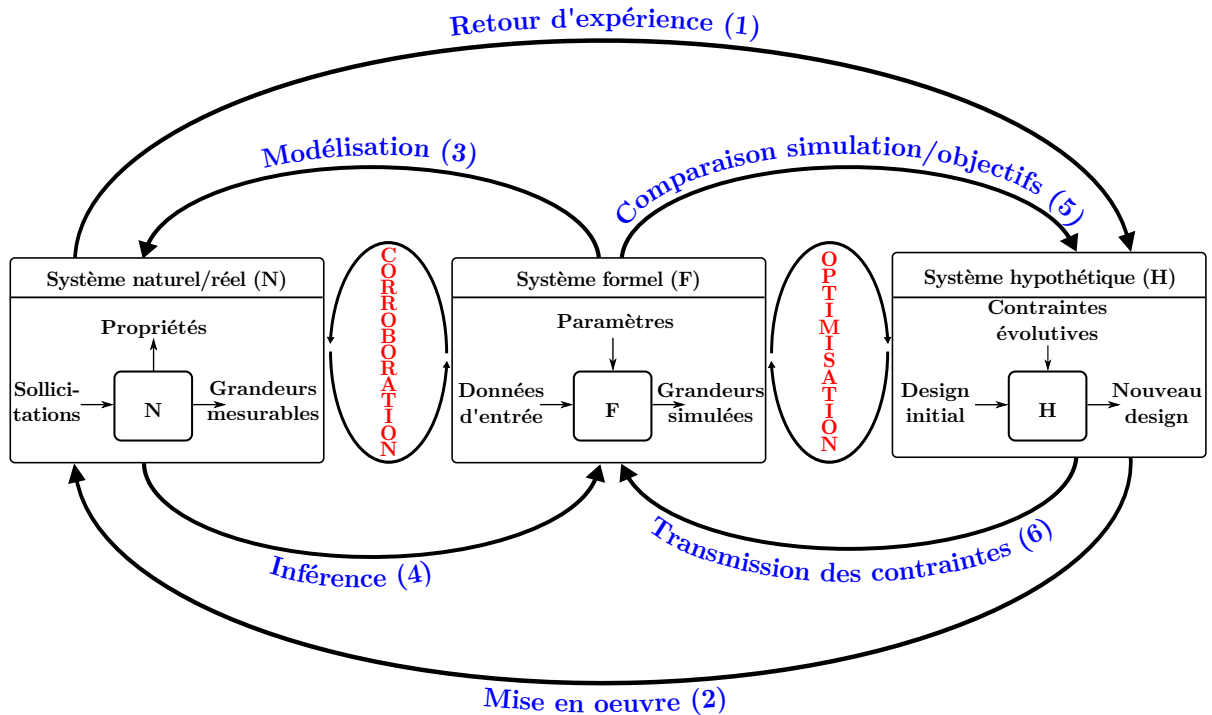 Retour d'expérience (1)
Modélisation (3)
Comparaison simulation/objectifs (5)
Système naturel/réel (N)
Propriétés
Sollici-
tations
N
Grandeurs
mesurables
CORROBORATION
Système formel (F)
Paramètres
Données
d'entrée
F
Grandeurs
simulées
OPTIMISATION
Système hypothétique (H)
Contraintes
évolutives
Design
initial
H
Nouveau
design
Inférence (4)
Transmission des contraintes (6)
Mise en oeuvre (2)